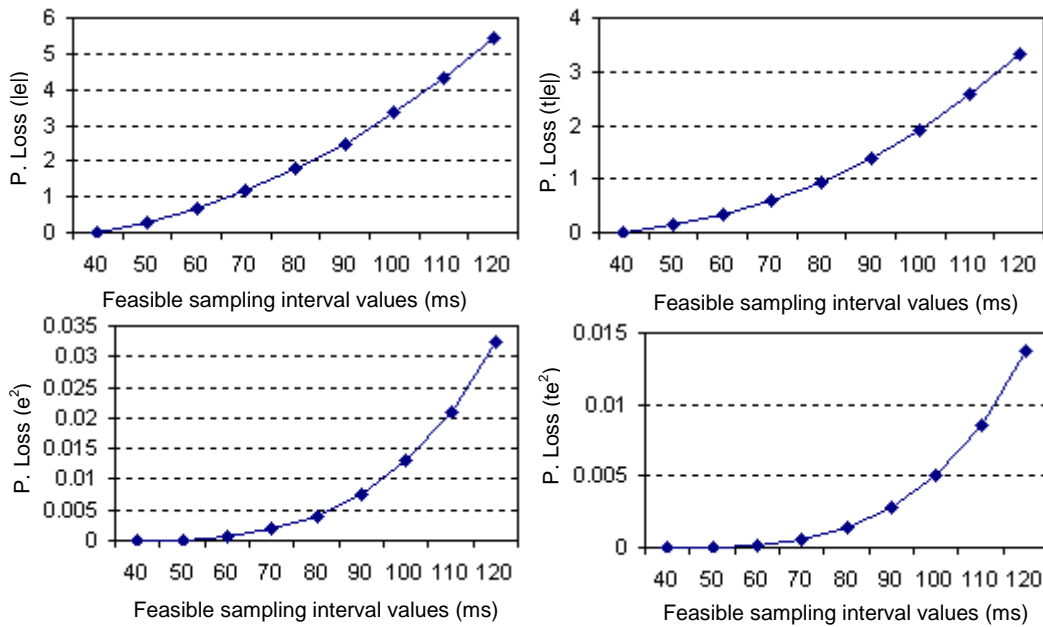 6
5
4
3
2
1
0
P. Loss (|e|)
40 50 60 70 80 90 100 110 120
Feasible sampling interval values (ms)
4
3
2
1
0
P. Loss (t|e|)
40 50 60 70 80 90 100 110 120
Feasible sampling interval values (ms)
0.035
0.03
0.025
0.02
0.015
0.01
0.005
0
P. Loss (e²)
40 50 60 70 80 90 100 110 120
Feasible sampling interval values (ms)
0.015
0.01
0.005
0
P. Loss (te²)
40 50 60 70 80 90 100 110 120
Feasible sampling interval values (ms)